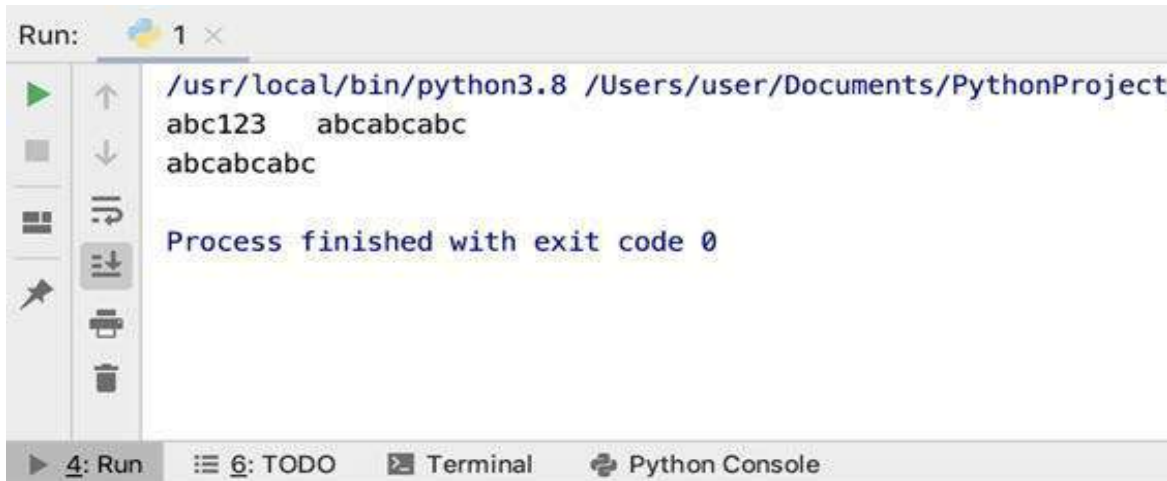 Run: 1
/usr/local/bin/python3.8 /Users/user/Documents/PythonProject
abc123   abcabcabc
abcabcabc
Process finished with exit code 0
4: Run 6: TODO Terminal Python Console